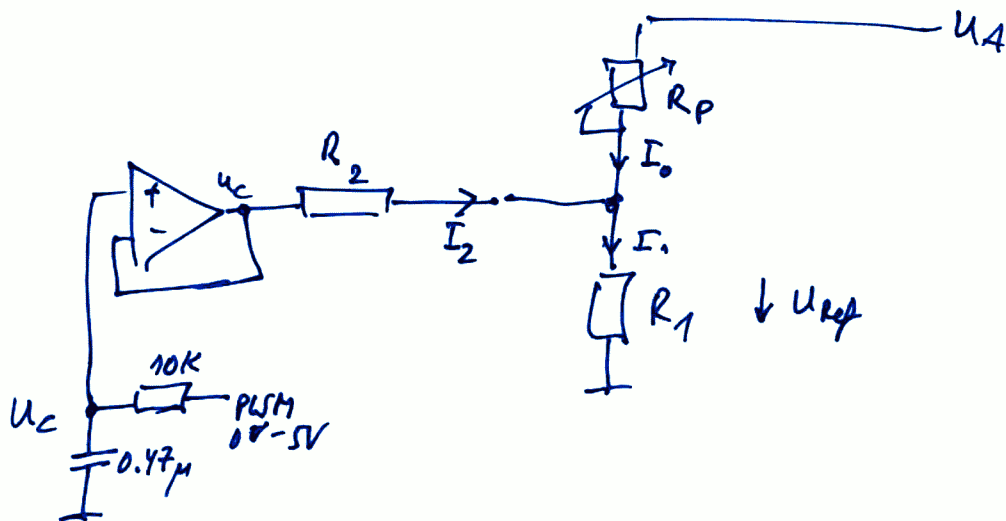 U_A
R_P
I_0
R_2
u_c
+
-
I_2
I_1
R_1
↓ U_Ref
10K
U_C
PWM
0V-5V
0.47µ